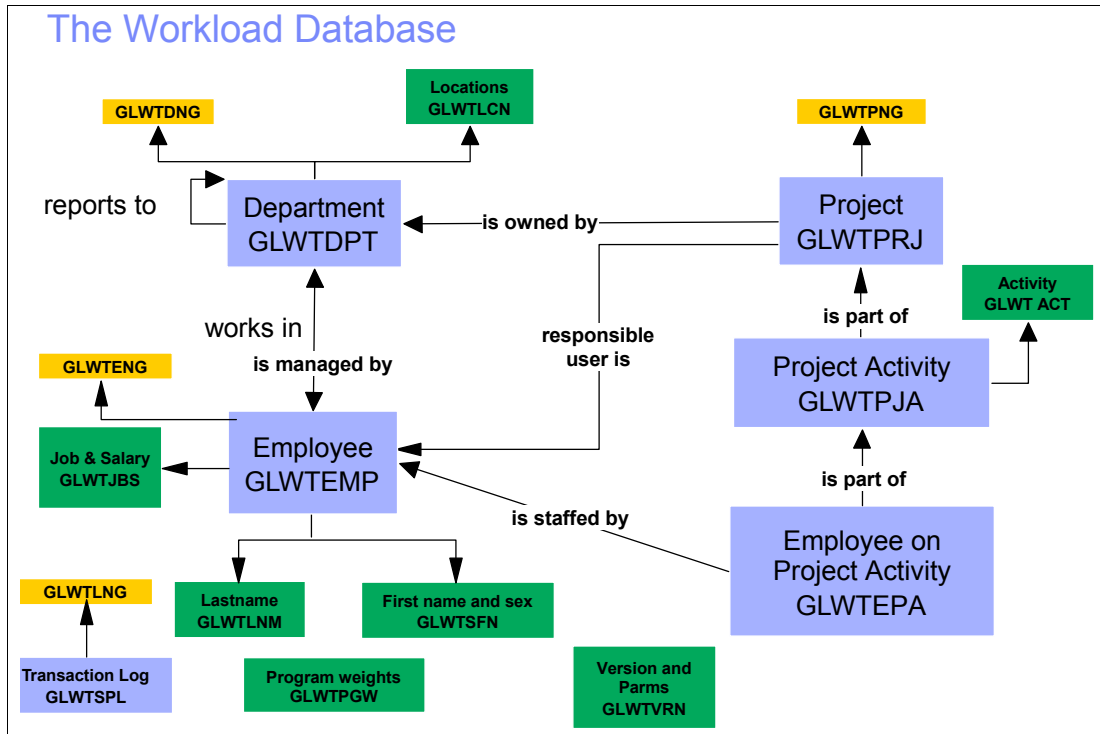 The Workload Database
Locations
GLWTLCN
GLWTDNG
GLWTPNG
reports to
Department
GLWTDPT
is owned by
Project
GLWTPRJ
Activity
GLWT ACT
is part of
works in
is managed by
responsible
user is
GLWTENG
Project Activity
GLWTPJA
Job & Salary
GLWTJBS
Employee
GLWTEMP
is part of
is staffed by
Employee on
Project Activity
GLWTEPA
GLWTLNG
Lastname
GLWTLNM
First name and sex
GLWTSFN
Transaction Log
GLWTSPL
Program weights
GLWTPGW
Version and
Parms
GLWTVRN